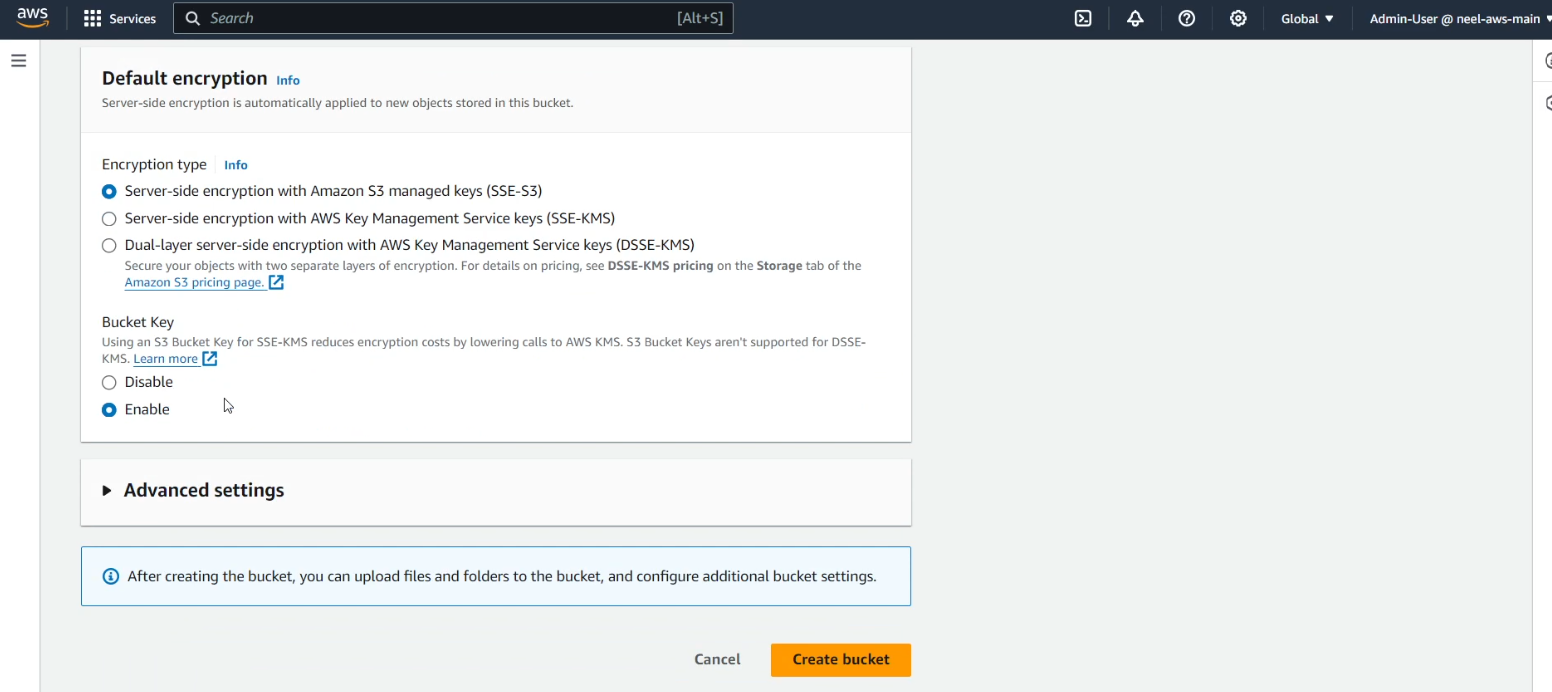 aws
Services
Search
[Alt+S]
Global
Admin-User @ neel-aws-main
Default encryption Info
Server-side encryption is automatically applied to new objects stored in this bucket.
Encryption type Info
Server-side encryption with Amazon S3 managed keys (SSE-S3)
Server-side encryption with AWS Key Management Service keys (SSE-KMS)
Dual-layer server-side encryption with AWS Key Management Service keys (DSSE-KMS)
Secure your objects with two separate layers of encryption. For details on pricing, see DSSE-KMS pricing on the Storage tab of the
Amazon S3 pricing page.
Bucket Key
Using an S3 Bucket Key for SSE-KMS reduces encryption costs by lowering calls to AWS KMS. S3 Bucket Keys aren't supported for DSSE-
KMS. Learn more
Disable
Enable
Advanced settings
After creating the bucket, you can upload files and folders to the bucket, and configure additional bucket settings.
Cancel
Create bucket